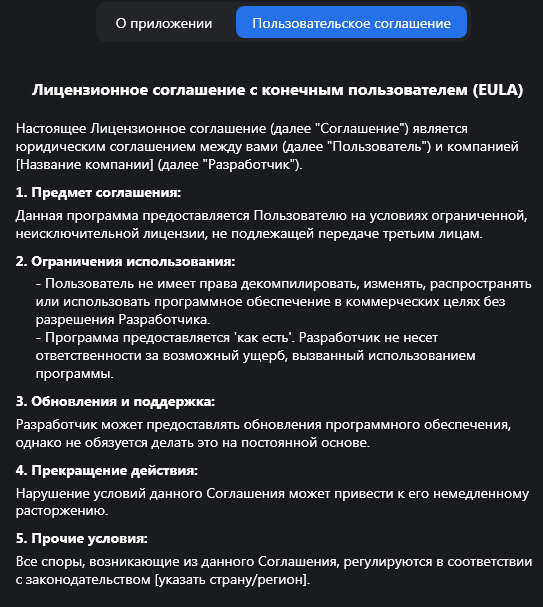 О приложении
Пользовательское соглашение
Лицензионное соглашение с конечным пользователем (EULA)
Настоящее Лицензионное соглашение (далее "Соглашение") является
юридическим соглашением между вами (далее "Пользователь") и компанией
[Название компании] (далее "Разработчик").
1. Предмет соглашения:
Данная программа предоставляется Пользователю на условиях ограниченной,
неисключительной лицензии, не подлежащей передаче третьим лицам.
2. Ограничения использования:
- Пользователь не имеет права декомпилировать, изменять, распространять
или использовать программное обеспечение в коммерческих целях без
разрешения Разработчика.
- Программа предоставляется 'как есть'. Разработчик не несет
ответственности за возможный ущерб, вызванный использованием
программы.
3. Обновления и поддержка:
Разработчик может предоставлять обновления программного обеспечения,
однако не обязуется делать это на постоянной основе.
4. Прекращение действия:
Нарушение условий данного Соглашения может привести к его немедленному
расторжению.
5. Прочие условия:
Все споры, возникающие из данного Соглашения, регулируются в соответствии
с законодательством [указать страну/регион].